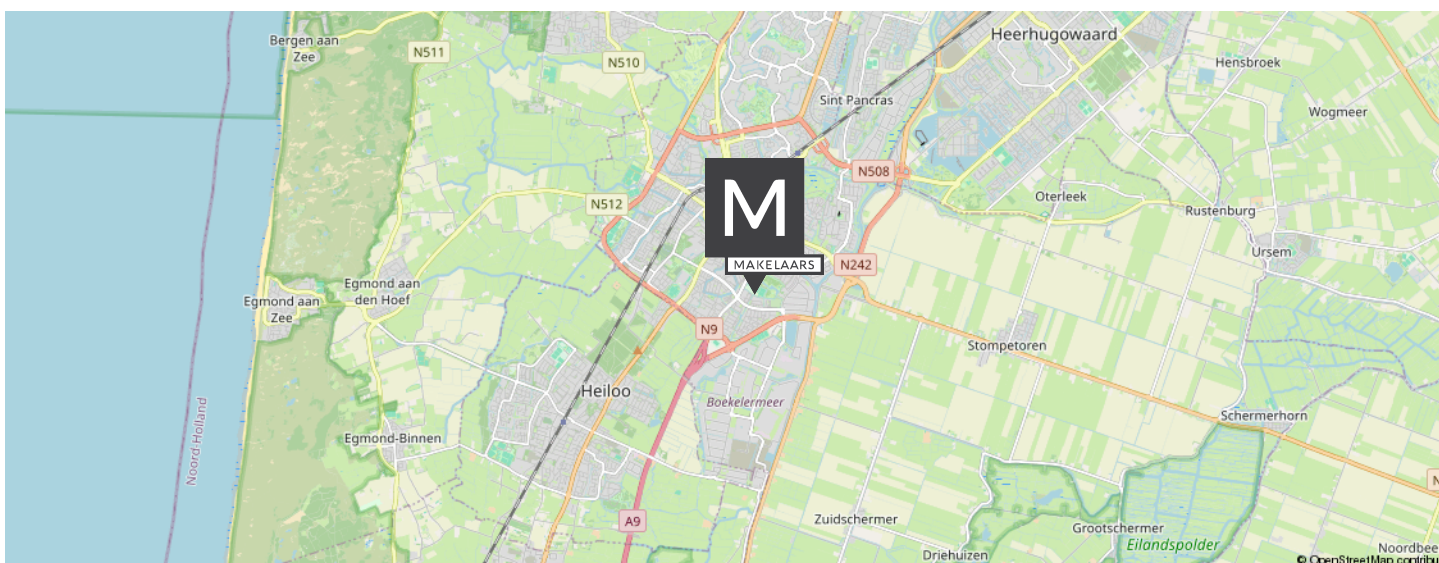 Bergen aan
Zee
N511
N510
Heerhugowaard
Hensbroek
Sint Pancras
Wogmeer
N508
N512
Oterleek
Rustenburg
M
MAKELAARS
N242
Ursem
Egmond aan
Zee
Egmond aan
den Hoef
N9
Stompetoren
Heiloo
Boekelermeer
Noord-Holland
Schermerhorn
Egmond-Binnen
N
A9
Zuidschermer
Grootschermer
Eilandspolder
Driehuizen
Noordbee
© OpenStreetMap contribu